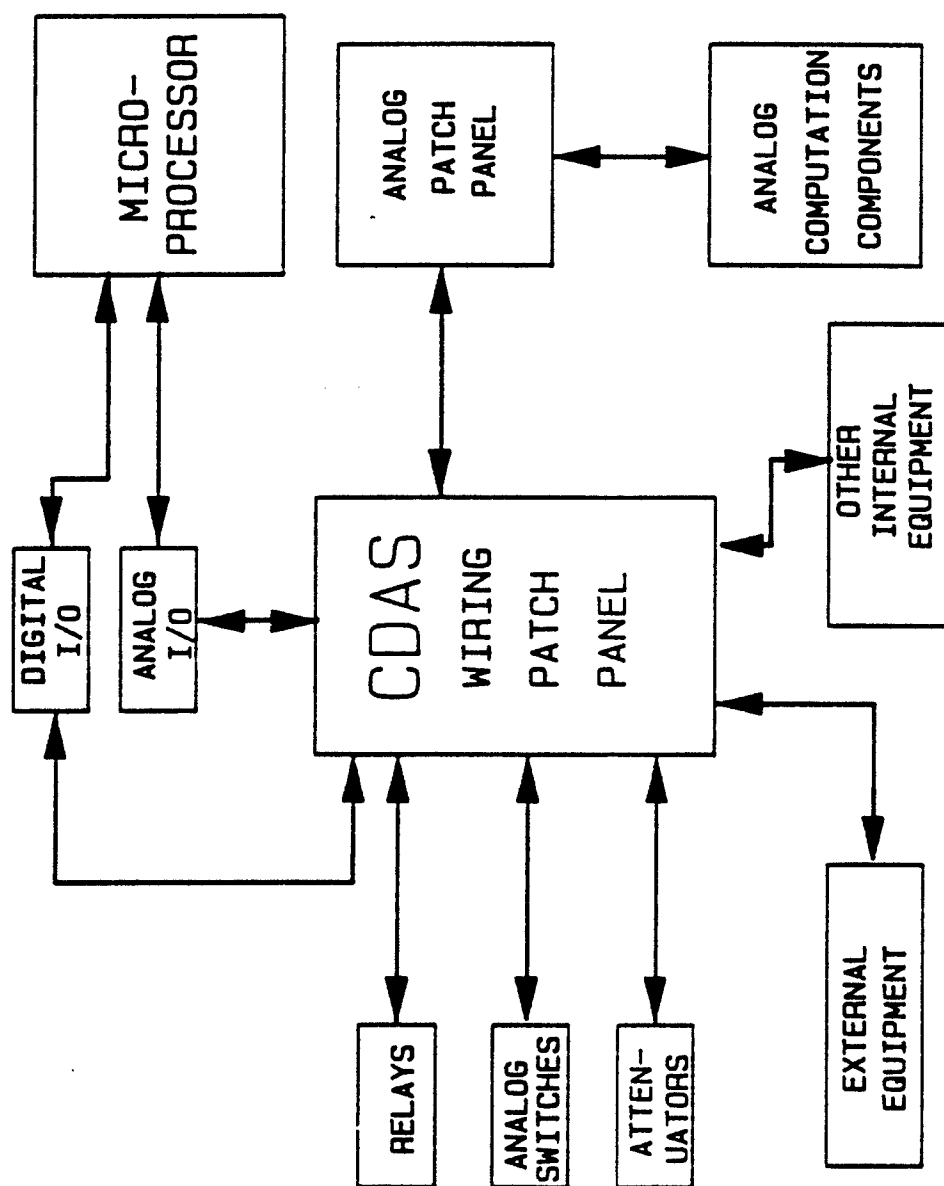 MICRO-
PROCESSOR
DIGITAL
I/O
ANALOG
I/O
ANALOG
PATCH
PANEL
ANALOG
COMPUTATION
COMPONENTS
CDAS
WIRING
PATCH
PANEL
OTHER
INTERNAL
EQUIPMENT
RELAYS
ANALOG
SWITCHES
ATTEN-
UATORS
EXTERNAL
EQUIPMENT